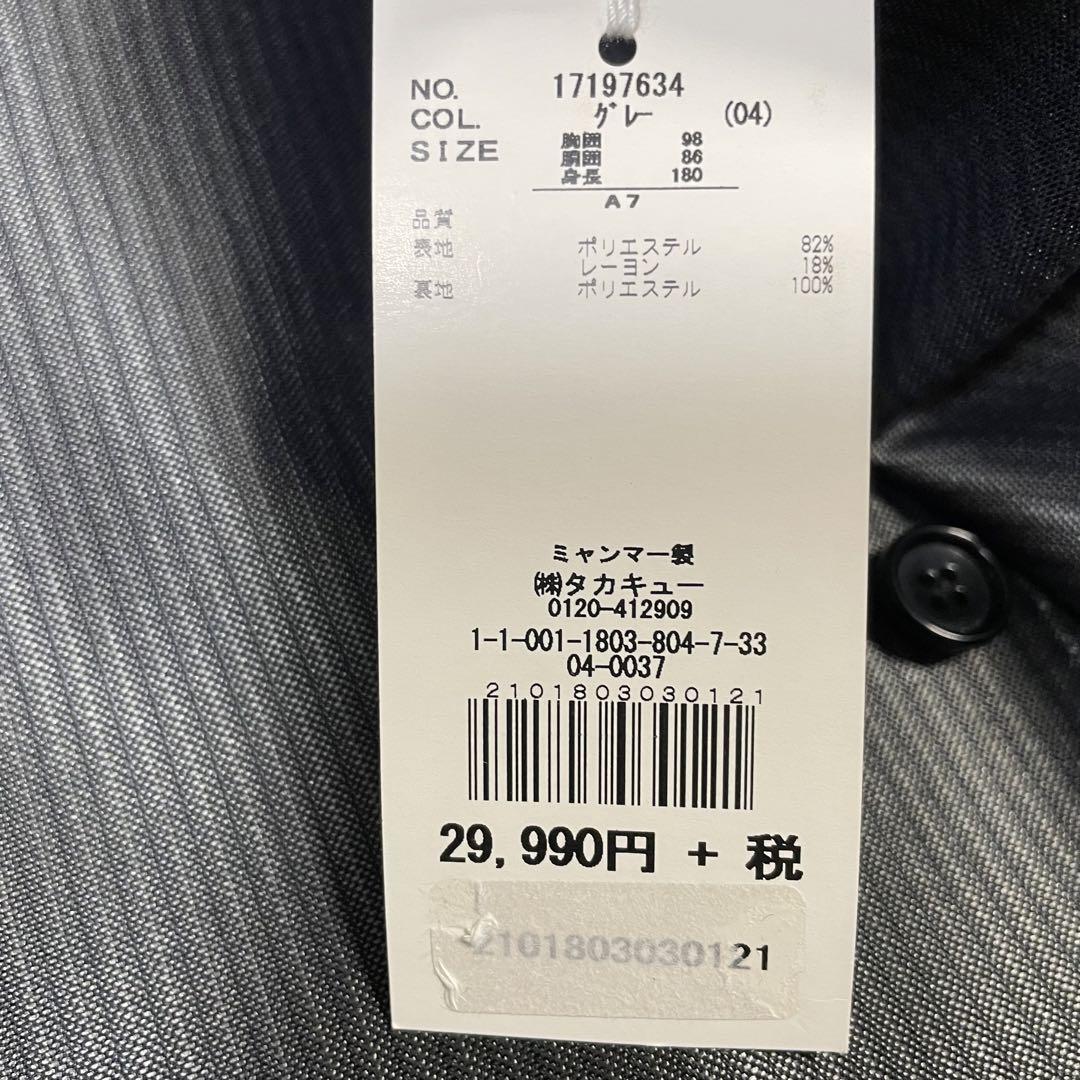 NO. 17197634
COL. グレー (04)
SIZE 胸囲 98
胴囲 86
身長 180
A7
品質
表地 ポリエステル 82%
レーヨン 18%
裏地 ポリエステル 100%
ミャンマー製
㈱タカキュー
0120-412909
1-1-001-1803-804-7-33
04-0037
2101803030121
29,990円 + 税
2101803030121